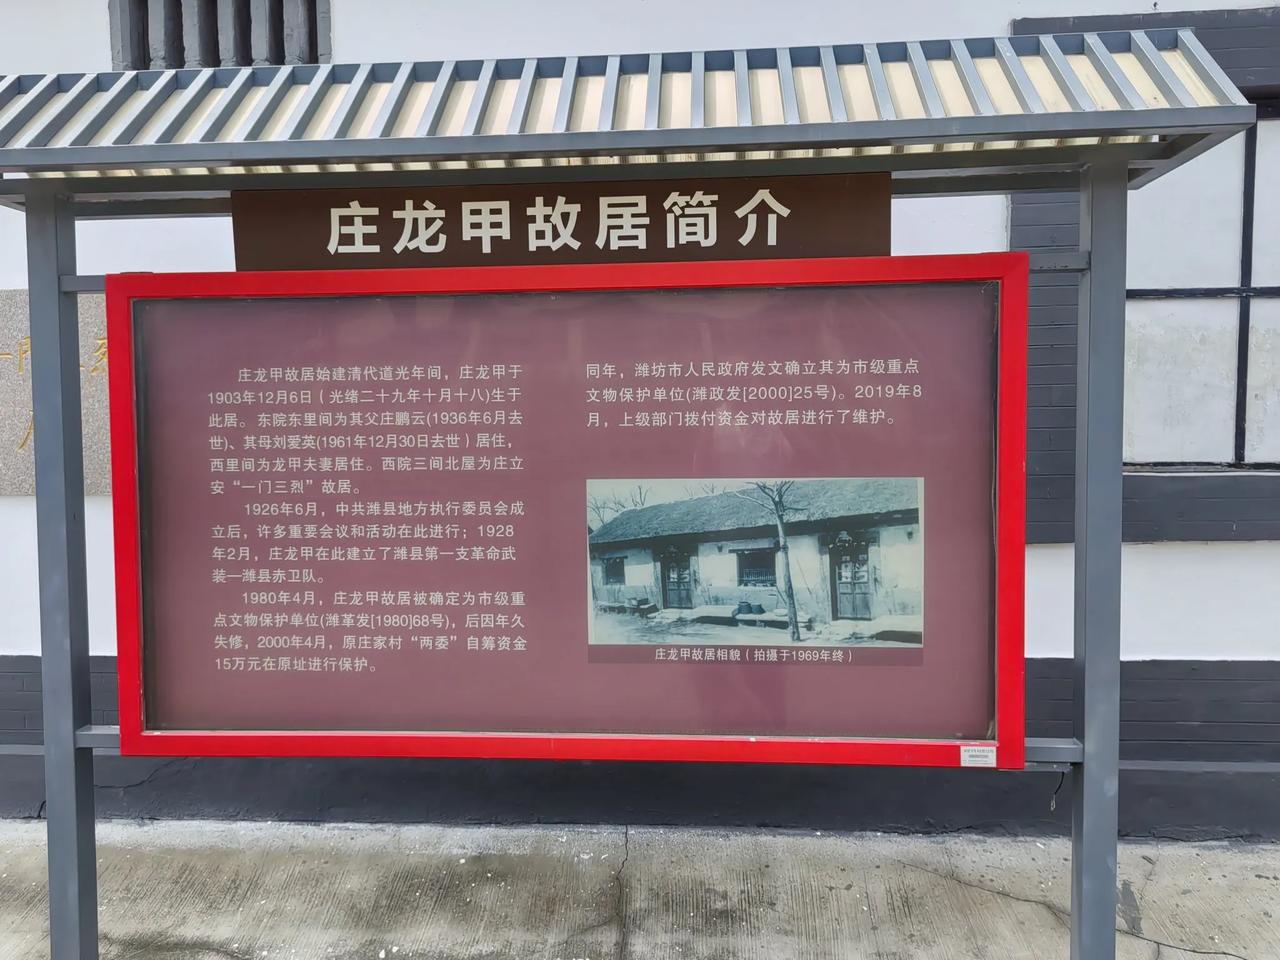 庄龙甲故居简介
庄龙甲故居始建清代道光年间，庄龙甲于
1903年12月6日（光绪二十九年十月十八)生于
此居。东院东里间为其父庄鹏云(1936年6月去
世)、其母刘爱英(1961年12月30日去世）居住，
西里间为龙甲夫妻居住。西院三间北屋为庄立
安“一门三烈”故居。
1926年6月，中共潍县地方执行委员会成
立后，许多重要会议和活动在此进行；1928
年2月，庄龙甲在此建立了潍县第一支革命武
装—潍县赤卫队。
1980年4月，庄龙甲故居被确定为市级重
点文物保护单位(潍革发[1980]68号)，后因年久
失修，2000年4月，原庄家村“两委”自筹资金
15万元在原址进行保护。
同年，潍坊市人民政府发文确立其为市级重点
文物保护单位(潍政发[2000]25号)。2019年8
月，上级部门拨付资金对故居进行了维护。
庄龙甲故居相貌（拍摄于1969年终）